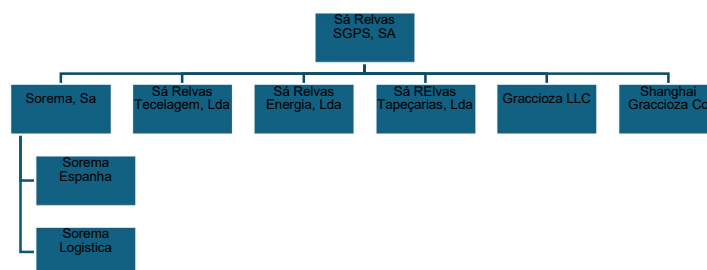 Sá Relvas
SGPS, SA
Sorema, Sa
Sá Relvas
Tecelagem, Lda
Sá Relvas
Energia, Lda
Sá RElvas
Tapeçarias, Lda
Graccioza LLC
Shanghai
Graccioza Co
Sorema
Espanha
Sorema
Logistica